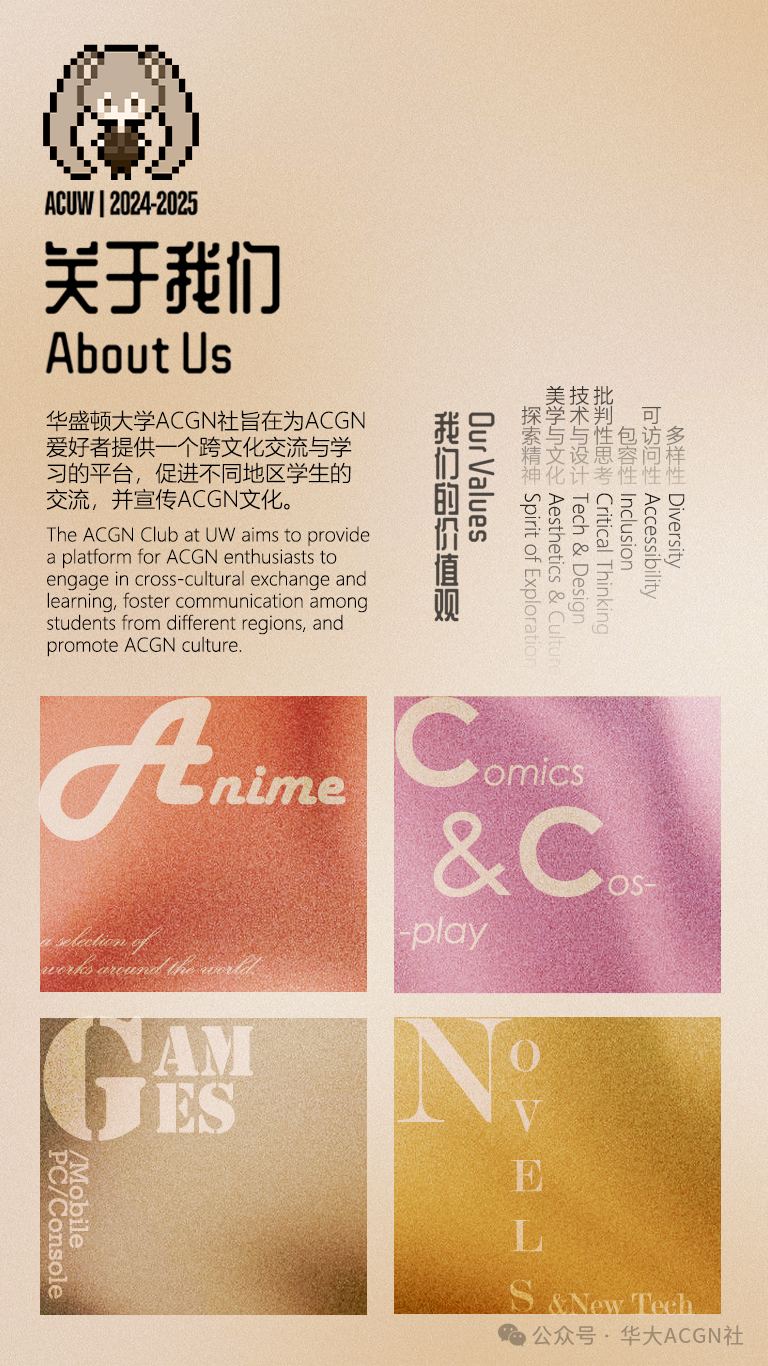 ACUW | 2024-2025
关于我们
About Us
华盛顿大学ACGN社旨在为ACGN
爱好者提供一个跨文化交流与学
习的平台，促进不同地区学生的
交流，并宣传ACGN文化。
The ACGN Club at UW aims to provide
a platform for ACGN enthusiasts to
engage in cross-cultural exchange and
learning, foster communication among
students from different regions, and
promote ACGN culture.
Our Values
我们的价值观
多样性 Diversity
可访问性 Accessibility
包容性 Inclusion
批判性思考 Critical Thinking
技术与设计 Tech & Design
美学与文化 Aesthetics & Culture
探索精神 Spirit of Exploration
Anime
a selection of
works around the world.
Comics
& Cos-
-play
GAM
ES
/Mobile
PC/Console
NOVELS
&New Tech
公众号 · 华大ACGN社